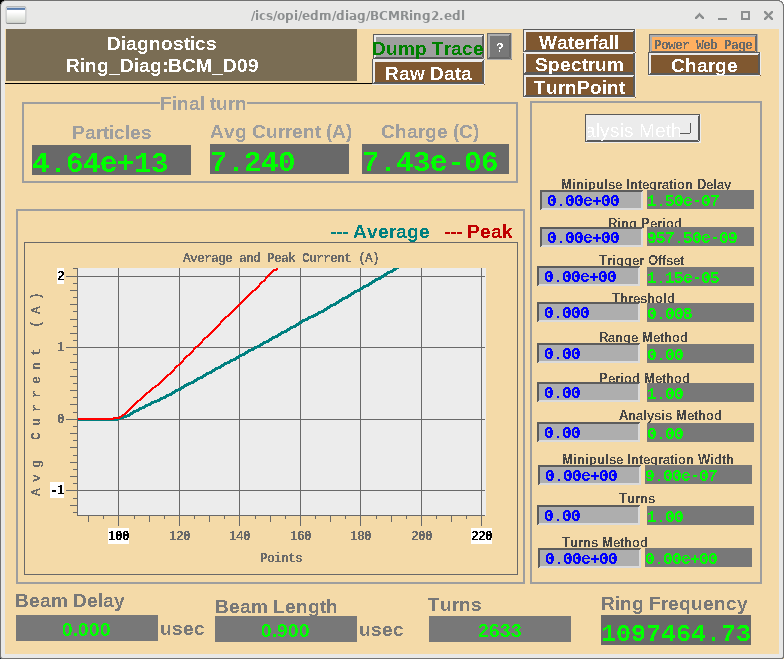 /ics/opi/edm/diag/BCMRing2.edl
Diagnostics
Ring_Diag:BCM_D09
Dump Trace
?
Raw Data
Waterfall
Spectrum
TurnPoint
Power Web Page
Charge
Final turn
Particles
Avg Current (A)
Charge (C)
4.64e+13
7.240
7.43e-06
--- Average
--- Peak
Average and Peak Current (A)
Avg Current (A)
2
1
0
-1
100
120
140
160
180
200
220
Points
alysis Meth
Minipulse Integration Delay
0.00e+00
1.50e-07
Ring Period
0.00e+00
957.50e-09
Trigger Offset
0.00e+00
1.15e-05
Threshold
0.000
0.005
Range Method
0.00
0.00
Period Method
0.00
1.00
Analysis Method
0.00
0.00
Minipulse Integration Width
0.00e+00
9.00e-07
Turns
0.00
1.00
Turns Method
0.00e+00
0.00e+00
Beam Delay
0.000
usec
Beam Length
0.900
usec
Turns
2633
Ring Frequency
1097464.73